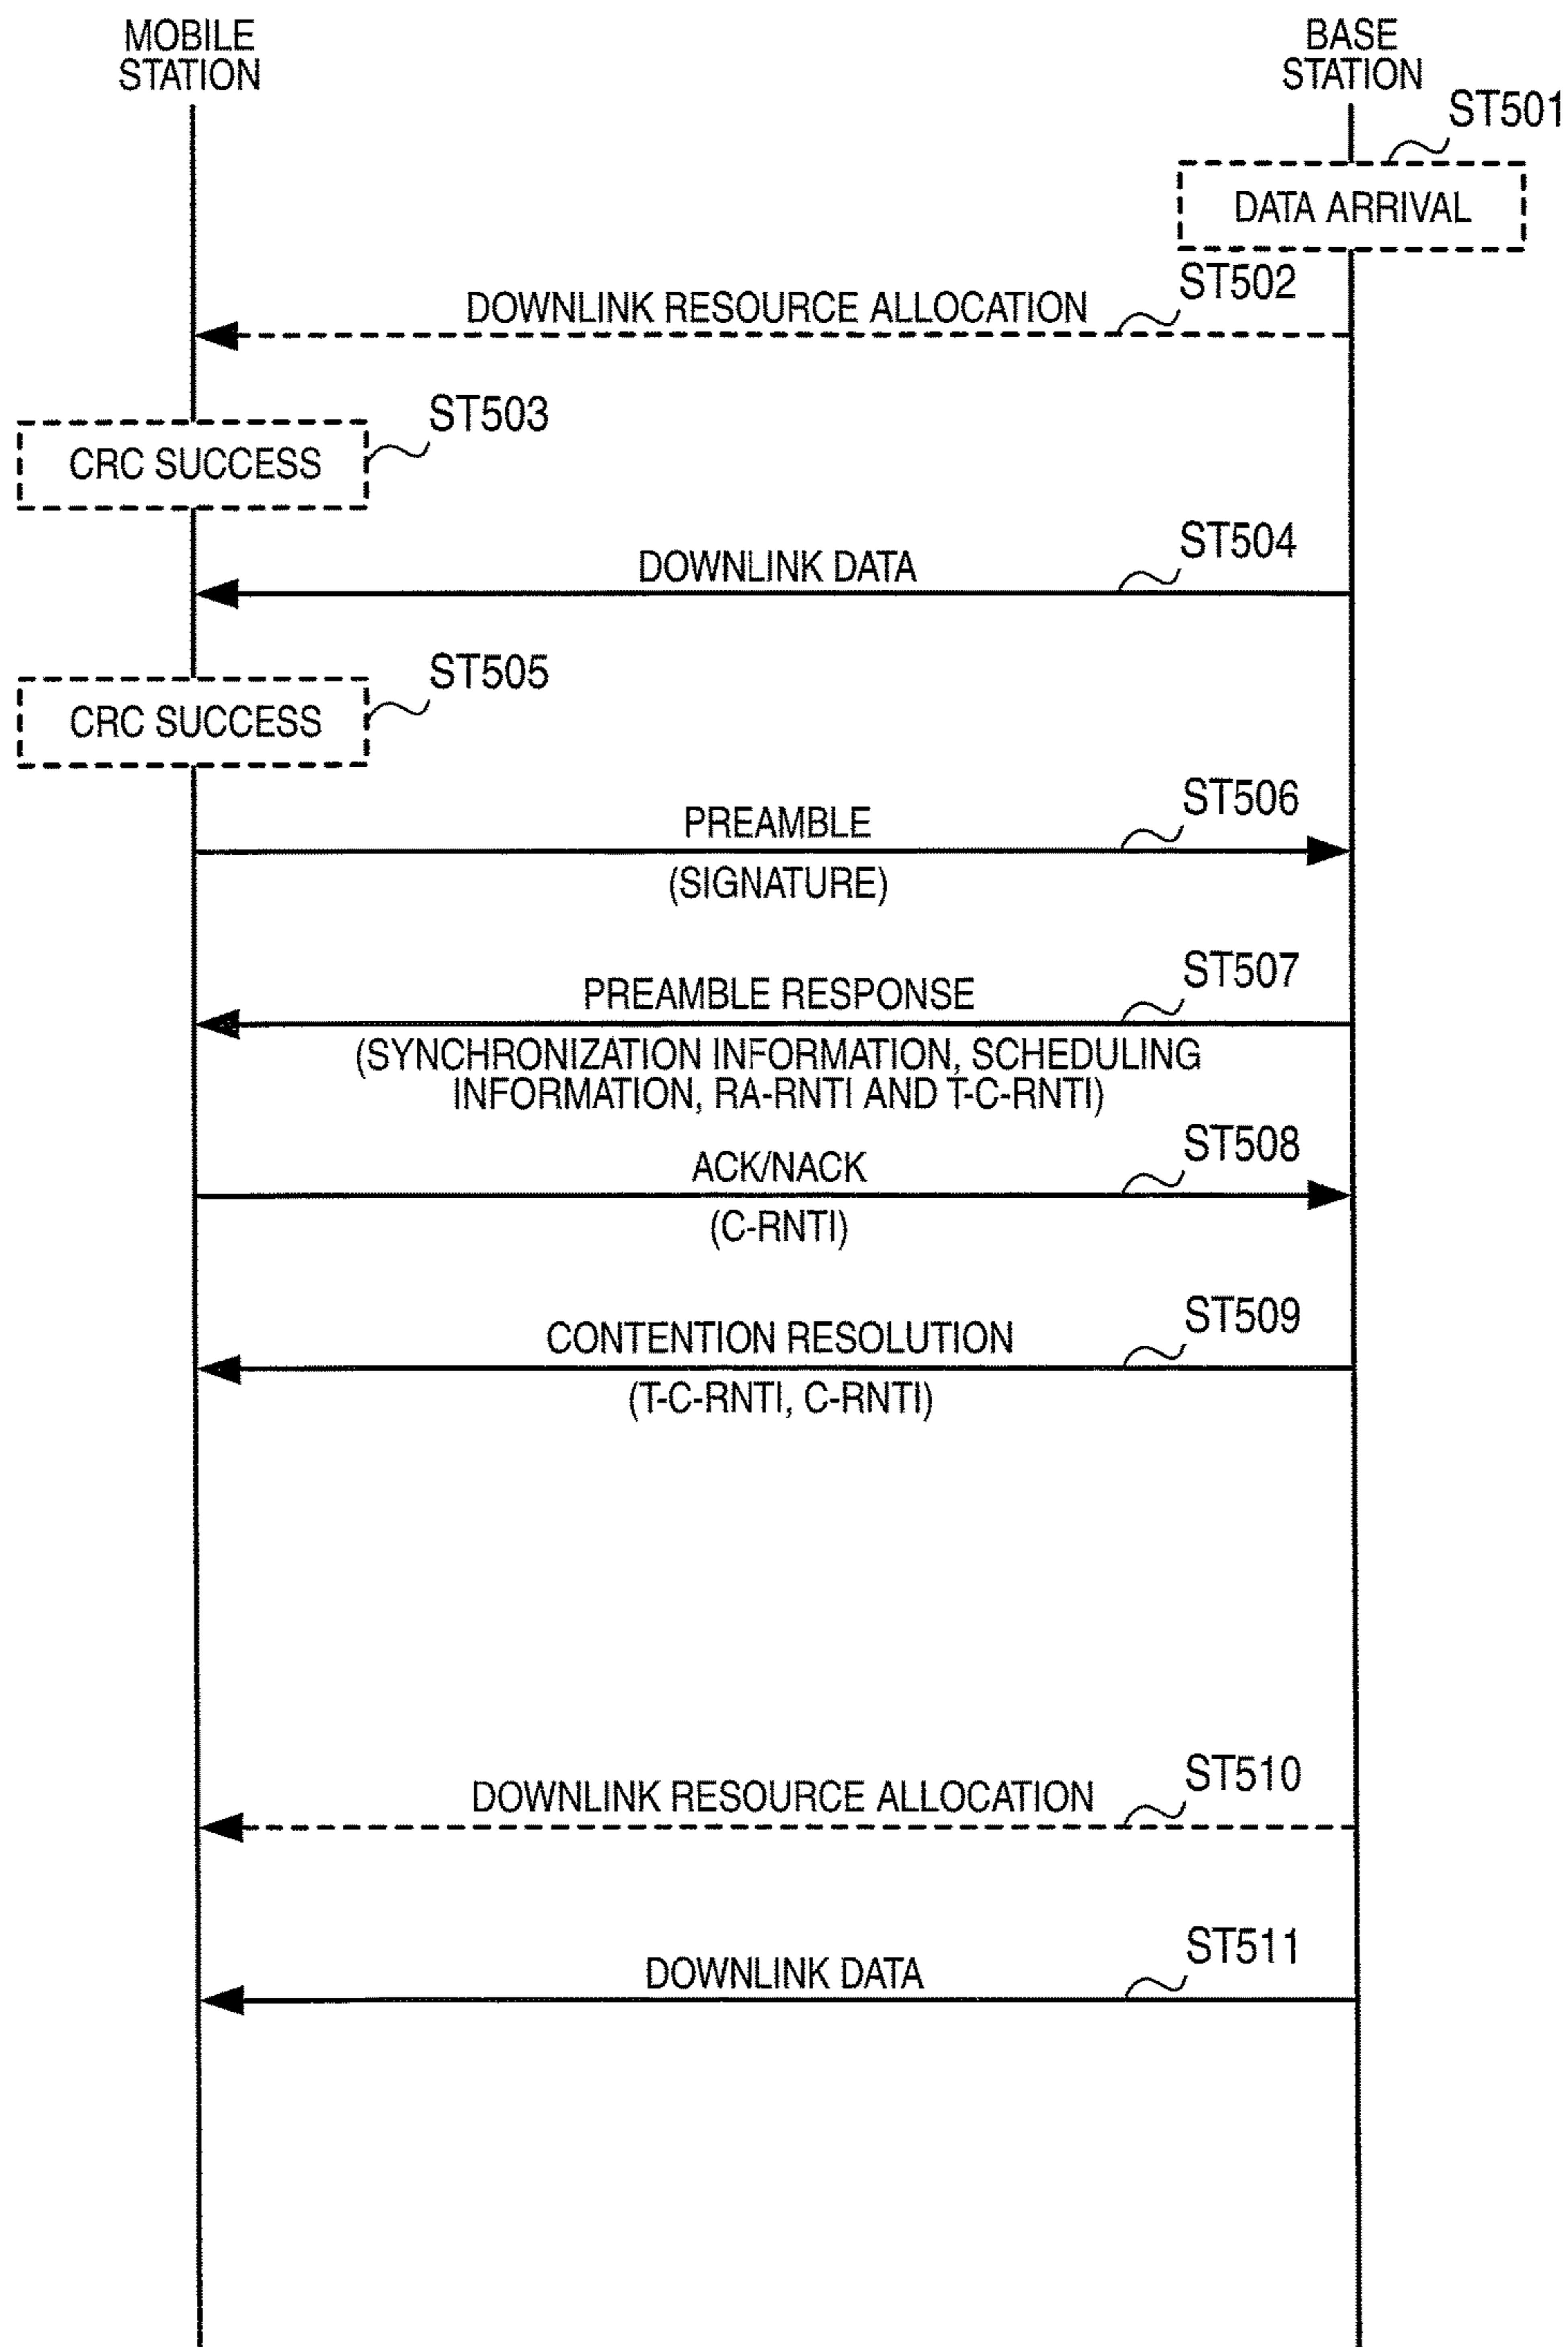 MOBILE
STATION
BASE
STATION
ST501
DATA ARRIVAL
ST502
DOWNLINK RESOURCE ALLOCATION
ST503
CRC SUCCESS
ST504
DOWNLINK DATA
ST505
CRC SUCCESS
ST506
PREAMBLE
(SIGNATURE)
ST507
PREAMBLE RESPONSE
(SYNCHRONIZATION INFORMATION, SCHEDULING
INFORMATION, RA-RNTI AND T-C-RNTI)
ST508
ACK/NACK
(C-RNTI)
ST509
CONTENTION RESOLUTION
(T-C-RNTI, C-RNTI)
ST510
DOWNLINK RESOURCE ALLOCATION
ST511
DOWNLINK DATA